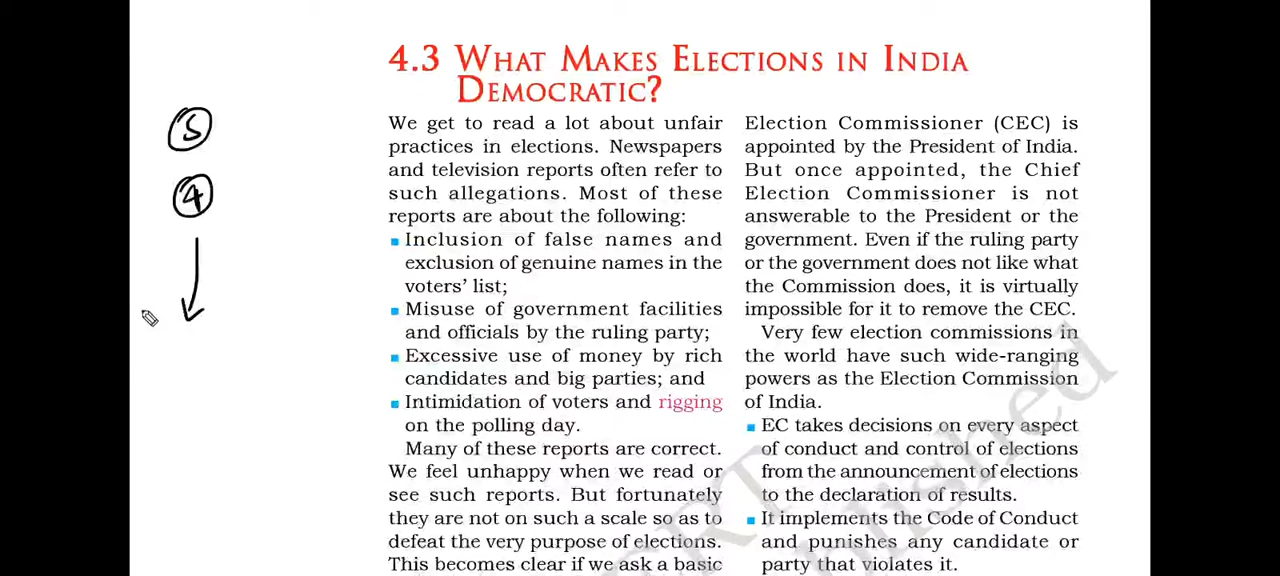 4.3 WHAT MAKES ELECTIONS IN INDIA
DEMOCRATIC?
5
4
We get to read a lot about unfair
practices in elections. Newspapers
and television reports often refer to
such allegations. Most of these
reports are about the following:
Inclusion of false names and
exclusion of genuine names in the
voters' list;
Misuse of government facilities
and officials by the ruling party;
Excessive use of money by rich
candidates and big parties; and
Intimidation of voters and rigging
on the polling day.
Many of these reports are correct.
We feel unhappy when we read or
see such reports. But fortunately
they are not on such a scale so as to
defeat the very purpose of elections.
This becomes clear if we ask a basic
Election Commissioner (CEC) is
appointed by the President of India.
But once appointed, the Chief
Election Commissioner is not
answerable to the President or the
government. Even if the ruling party
or the government does not like what
the Commission does, it is virtually
impossible for it to remove the CEC.
Very few election commissions in
the world have such wide-ranging
powers as the Election Commission
of India.
EC takes decisions on every aspect
of conduct and control of elections
from the announcement of elections
to the declaration of results.
It implements the Code of Conduct
and punishes any candidate or
party that violates it.